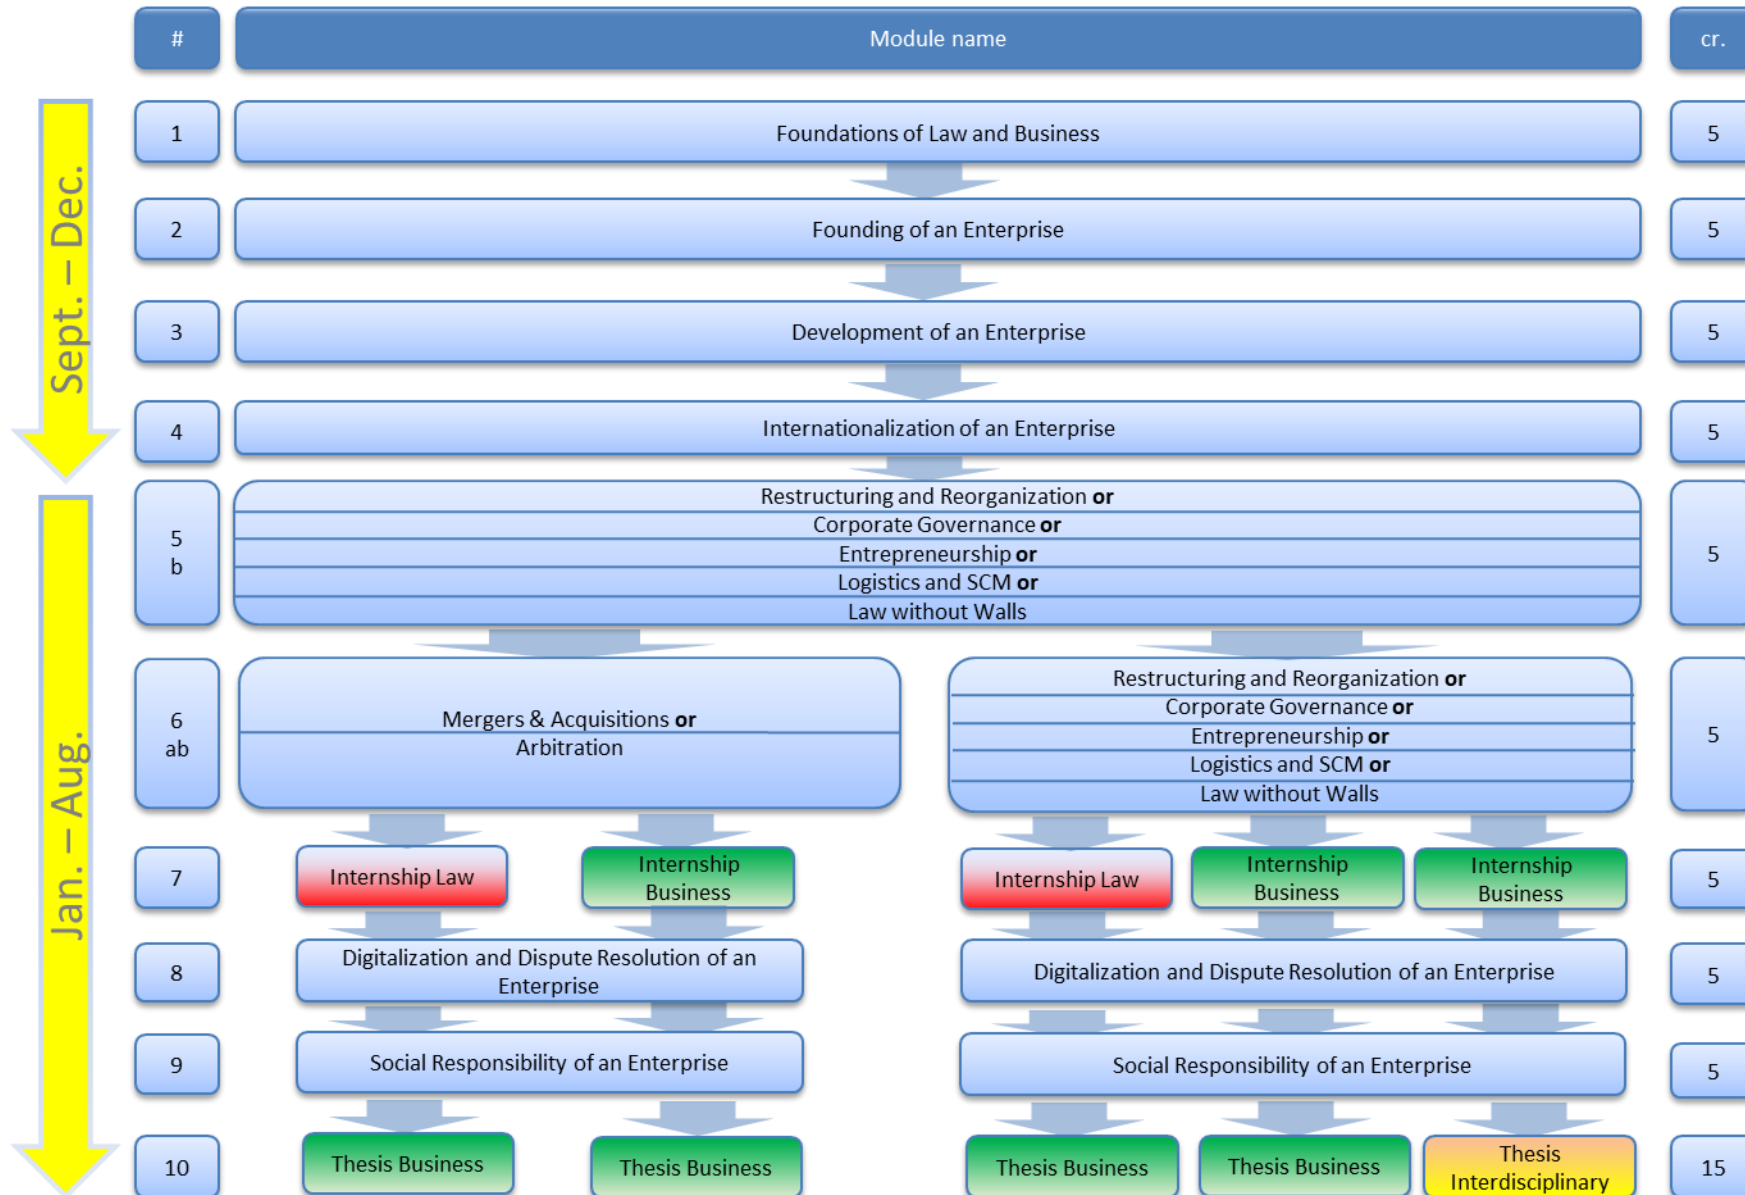 # Module name cr.
Sept. – Dec.
1 Foundations of Law and Business 5
2 Founding of an Enterprise 5
3 Development of an Enterprise 5
4 Internationalization of an Enterprise 5
Jan. – Aug.
5
b
Restructuring and Reorganization or
Corporate Governance or
Entrepreneurship or
Logistics and SCM or
Law without Walls
5
6
ab
Mergers & Acquisitions or
Arbitration
Restructuring and Reorganization or
Corporate Governance or
Entrepreneurship or
Logistics and SCM or
Law without Walls
5
7
Internship Law
Internship
Business
Internship Law
Internship
Business
Internship
Business
5
8
Digitalization and Dispute Resolution of an
Enterprise
Digitalization and Dispute Resolution of an Enterprise
5
9
Social Responsibility of an Enterprise
Social Responsibility of an Enterprise
5
10
Thesis Business
Thesis Business
Thesis Business
Thesis Business
Thesis
Interdisciplinary
15